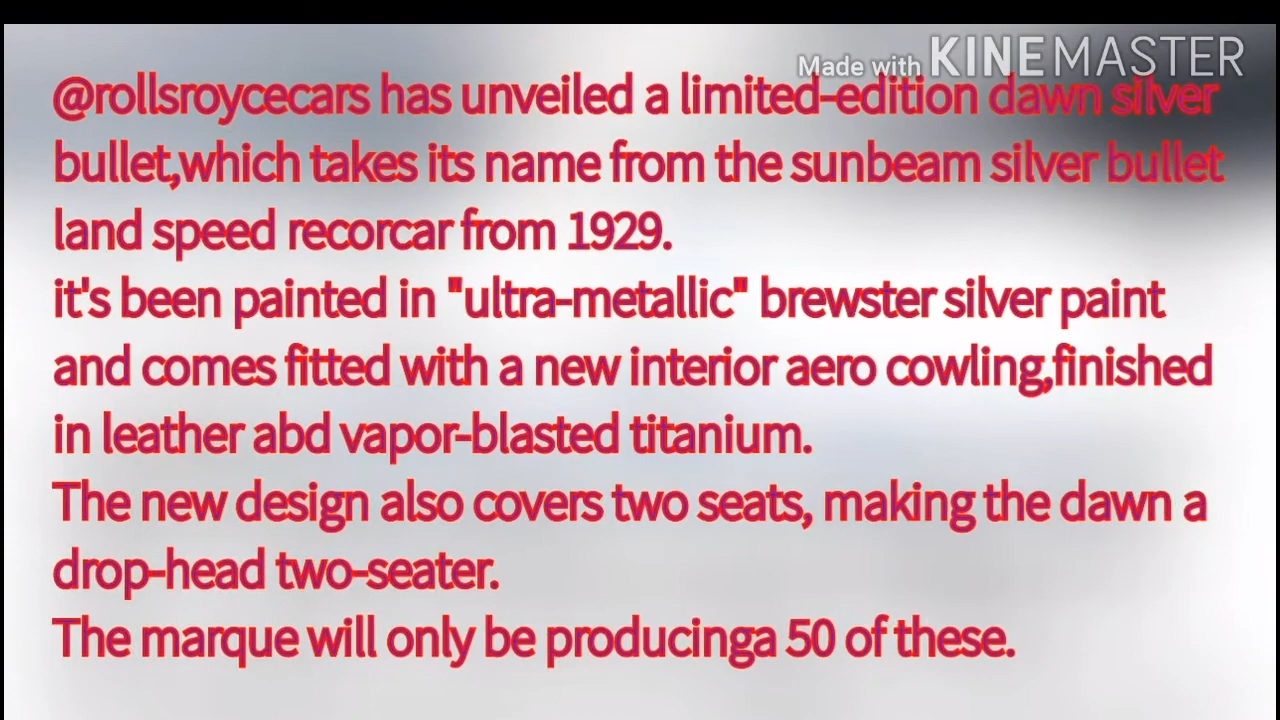 Made with KINEMASTER
@rollsroycecars has unveiled a limited-edition dawn silver
bullet,which takes its name from the sunbeam silver bullet
land speed recorcar from 1929.
it's been painted in "ultra-metallic" brewster silver paint
and comes fitted with a new interior aero cowling,finished
in leather abd vapor-blasted titanium.
The new design also covers two seats, making the dawn a
drop-head two-seater.
The marque will only be producinga 50 of these.